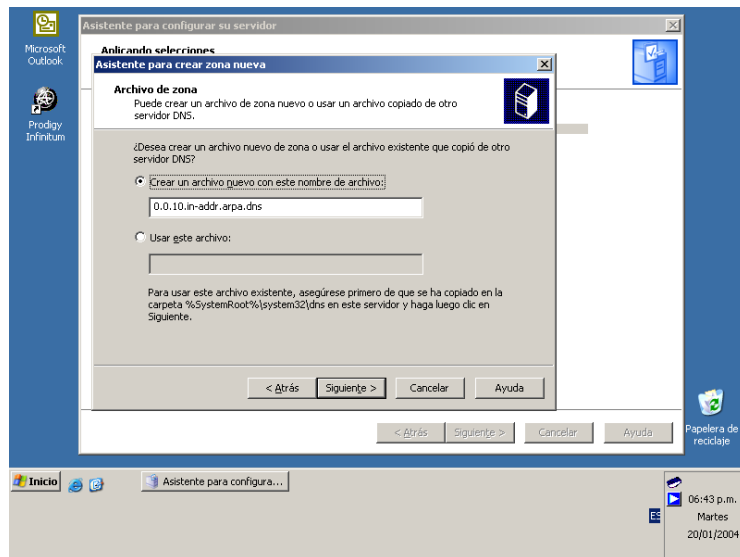 Microsoft
Outlook
Prodigy
Infinitum
Asistente para configurar su servidor
Aplicando selecciones
Asistente para crear zona nueva
Archivo de zona
Puede crear un archivo de zona nuevo o usar un archivo copiado de otro
servidor DNS.
¿Desea crear un archivo nuevo de zona o usar el archivo existente que copió de otro
servidor DNS?
Crear un archivo nuevo con este nombre de archivo:
0.0.10.in-addr.arpa.dns
Usar este archivo:
Para usar este archivo existente, asegúrese primero de que se ha copiado en la
carpeta %SystemRoot%\system32\dns en este servidor y haga luego clic en
Siguiente.
< Atrás Siguiente > Cancelar Ayuda
< Atrás Siguiente > Cancelar Ayuda
Papelera de
reciclaje
Inicio Asistente para configura...
ES
06:43 p.m.
Martes
20/01/2004